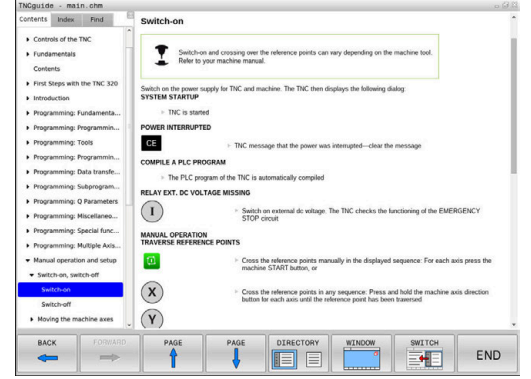 TNCguide - main.chm
Contents Index Find
Controls of the TNC
Fundamentals
Contents
First Steps with the TNC 320
Introduction
Programming: Fundamenta...
Programming: Programmin...
Programming: Tools
Programming: Programmin...
Programming: Data transfe...
Programming: Subprogram...
Programming: Q Parameters
Programming: Miscellaneo...
Programming: Special func...
Programming: Multiple Axis...
Manual operation and setup
Switch-on, switch-off
Switch-on
Switch-off
Moving the machine axes
Switch-on
Switch-on and crossing over the reference points can vary depending on the machine tool.
Refer to your machine manual.
Switch on the power supply for TNC and machine. The TNC then displays the following dialog:
SYSTEM STARTUP
TNC is started
POWER INTERRUPTED
CE
TNC message that the power was interrupted—clear the message
COMPILE A PLC PROGRAM
The PLC program of the TNC is automatically compiled
RELAY EXT. DC VOLTAGE MISSING
I
Switch on external dc voltage. The TNC checks the functioning of the EMERGENCY
STOP circuit
MANUAL OPERATION
TRAVERSE REFERENCE POINTS
Cross the reference points manually in the displayed sequence: For each axis press the
machine START button, or
X
Cross the reference points in any sequence: Press and hold the machine axis direction
button for each axis until the reference point has been traversed
Y
BACK FORWARD PAGE PAGE DIRECTORY WINDOW SWITCH END